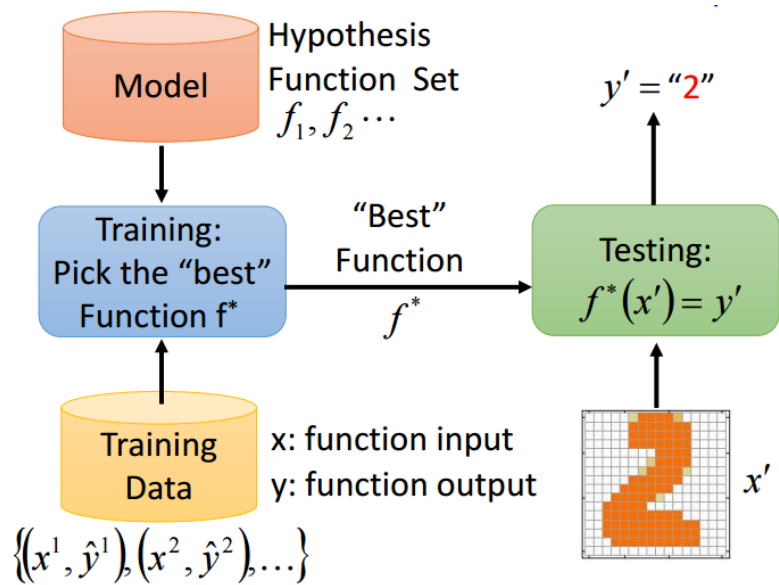 Model
Hypothesis
Function Set
f₁, f₂ ⋯
y′ = “2”
Training:
Pick the “best”
Function f*
“Best”
Function
f*
Testing:
f*(x′) = y′
Training
Data
x: function input
y: function output
{(x¹, ŷ¹), (x², ŷ²), …}
x′